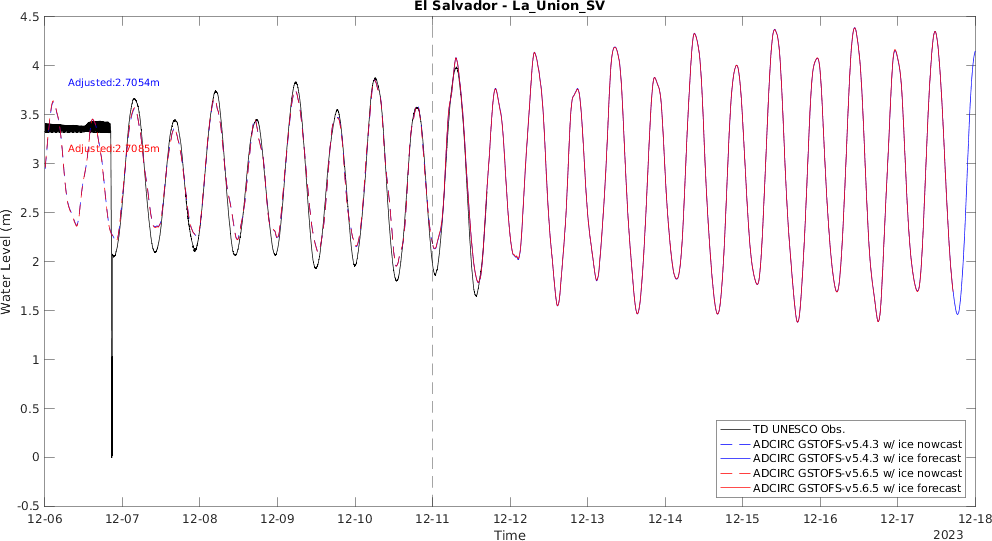 El Salvador - La_Union_SV
4.5
4
3.5
3
2.5
2
1.5
1
0.5
0
-0.5
Water Level (m)
Adjusted:2.7054m
Adjusted:2.7085m
TD UNESCO Obs.
ADCIRC GSTOFS-v5.4.3 w/ ice nowcast
ADCIRC GSTOFS-v5.4.3 w/ ice forecast
ADCIRC GSTOFS-v5.6.5 w/ ice nowcast
ADCIRC GSTOFS-v5.6.5 w/ ice forecast
12-06 12-07 12-08 12-09 12-10 12-11 12-12 12-13 12-14 12-15 12-16 12-17 12-18
Time
2023